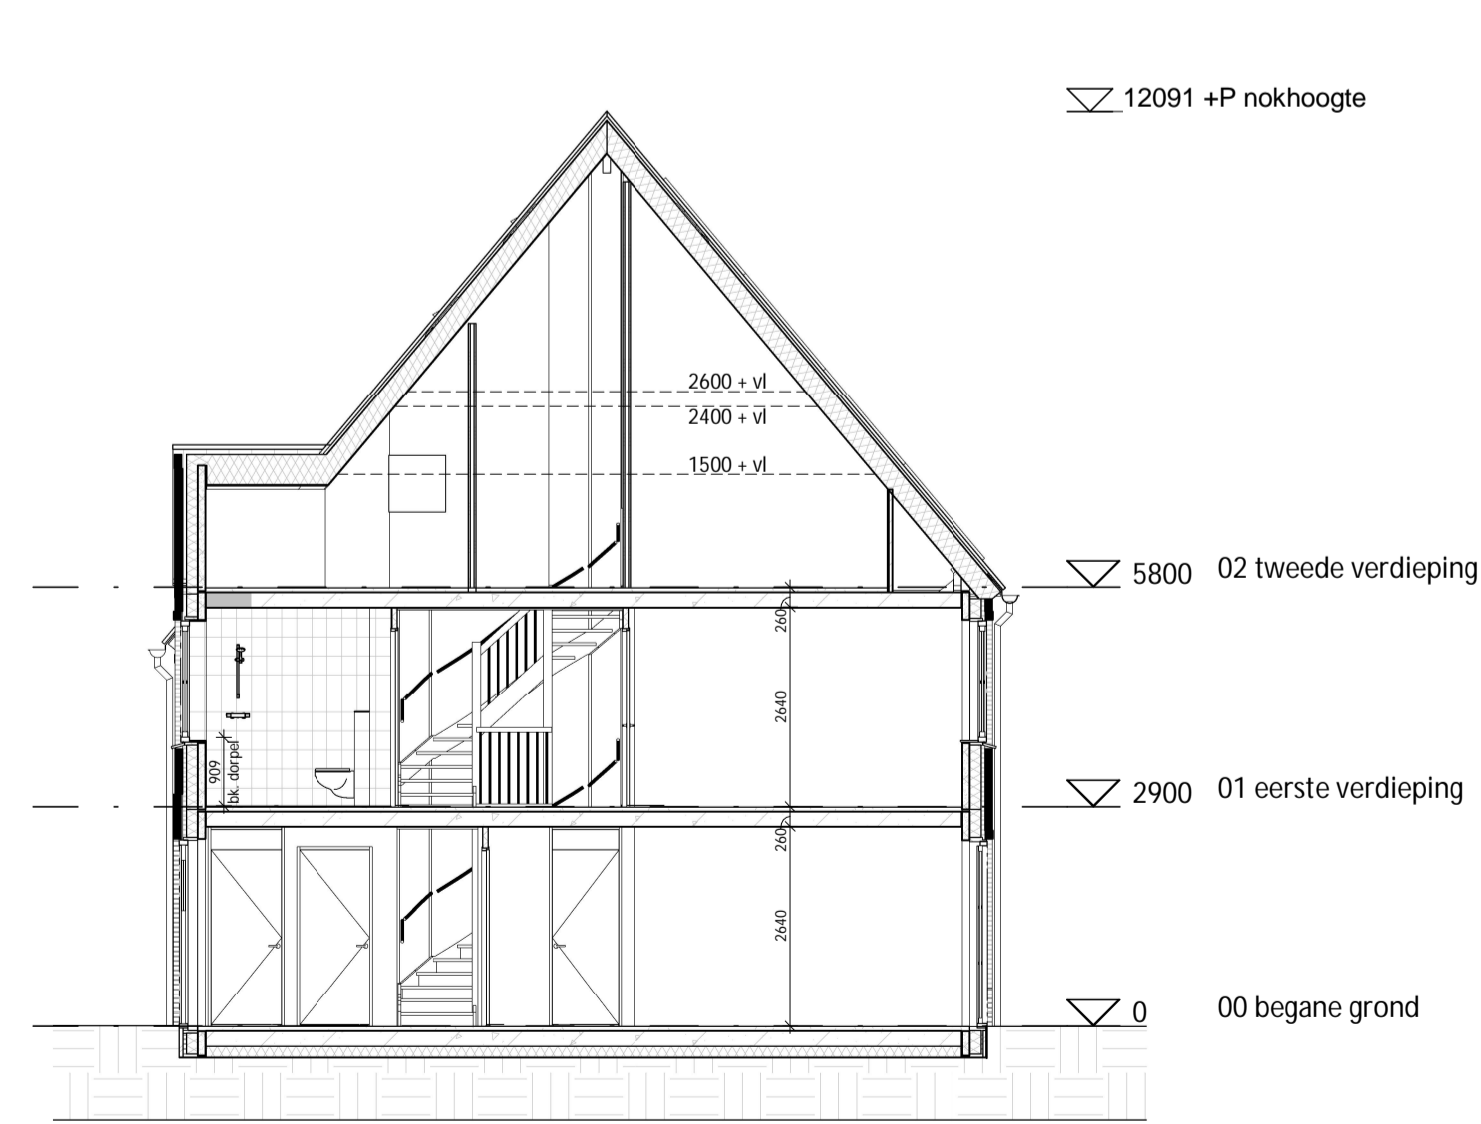 12091 +P nokhoogte
2600 + vl
2400 + vl
1500 + vl
5800 02 tweede verdieping
260
2640
909
bk. dorpel
2900 01 eerste verdieping
260
2640
0 00 begane grond